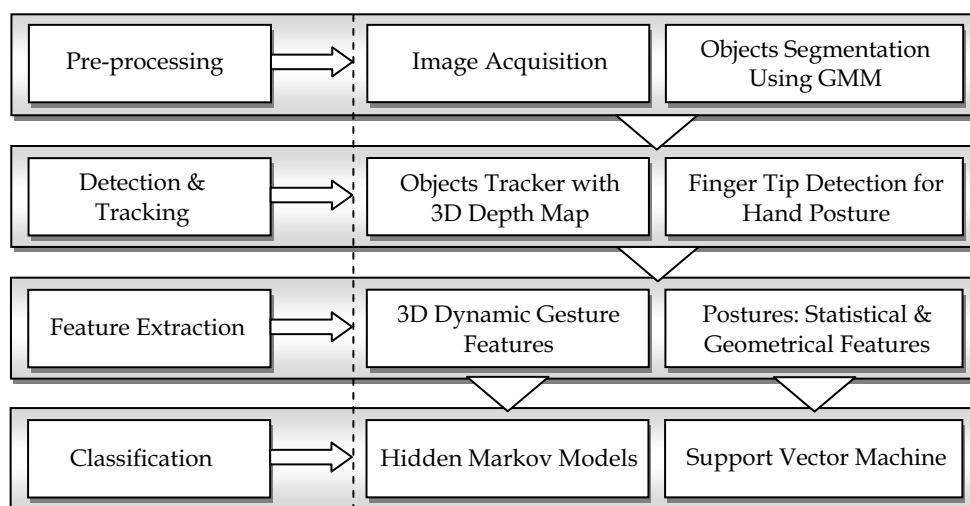 Pre-processing
Image Acquisition
Objects Segmentation
Using GMM
Detection &
Tracking
Objects Tracker with
3D Depth Map
Finger Tip Detection for
Hand Posture
Feature Extraction
3D Dynamic Gesture
Features
Postures: Statistical &
Geometrical Features
Classification
Hidden Markov Models
Support Vector Machine